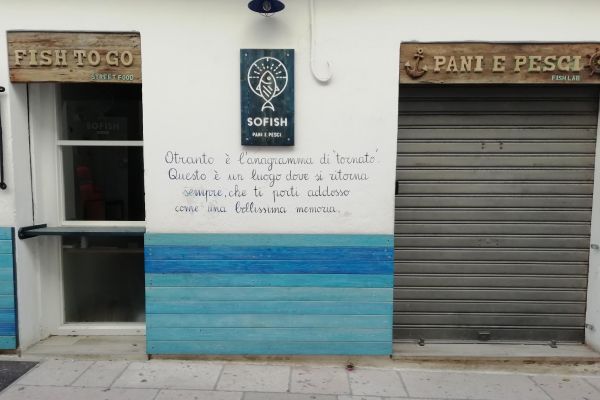 FISH TO GO
STREET FOOD
SOFISH
PANI E PESCI
PANI E PESCI
FISH LAB
SOFISH
Otranto è l'anagramma di 'tornato'.
Questo è un luogo dove si ritorna
sempre, che ti porti addosso
come una bellissima memoria.